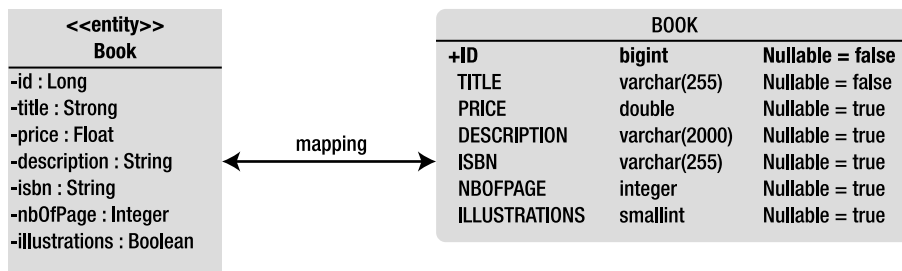 <<entity>>
Book
-id : Long
-title : Strong
-price : Float
-description : String
-isbn : String
-nbOfPage : Integer
-illustrations : Boolean
mapping
BOOK
+ID bigint Nullable = false
TITLE varchar(255) Nullable = false
PRICE double Nullable = true
DESCRIPTION varchar(2000) Nullable = true
ISBN varchar(255) Nullable = true
NBOFPAGE integer Nullable = true
ILLUSTRATIONS smallint Nullable = true